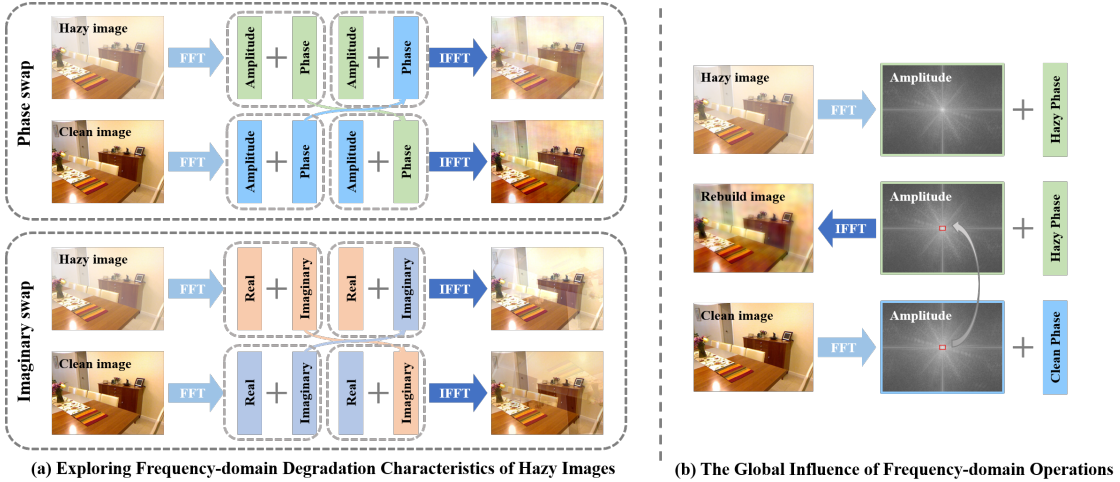 Phase swap
Hazy image
FFT
Amplitude
+
Phase
Amplitude
+
Phase
IFFT
Clean image
FFT
Amplitude
+
Phase
Amplitude
+
Phase
IFFT
Imaginary swap
Hazy image
FFT
Real
+
Imaginary
Real
+
Imaginary
IFFT
Clean image
FFT
Real
+
Imaginary
Real
+
Imaginary
IFFT
(a) Exploring Frequency-domain Degradation Characteristics of Hazy Images
Hazy image
FFT
Amplitude
+
Hazy Phase
Rebuild image
IFFT
Amplitude
+
Hazy Phase
Clean image
FFT
Amplitude
+
Clean Phase
(b) The Global Influence of Frequency-domain Operations